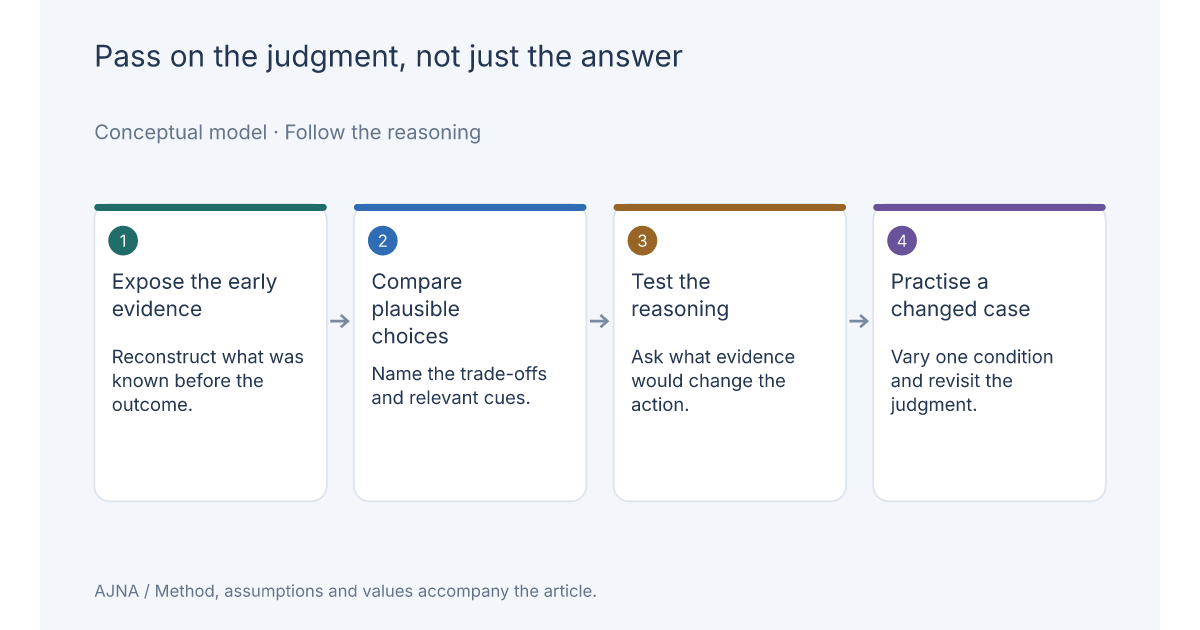 Pass on the judgment, not just the answer
Conceptual model · Follow the reasoning
1
Expose the early
evidence
Reconstruct what was
known before the
outcome.
2
Compare
plausible
choices
Name the trade-offs
and relevant cues.
3
Test the
reasoning
Ask what evidence
would change the
action.
4
Practise a
changed case
Vary one condition
and revisit the
judgment.
AJNA / Method, assumptions and values accompany the article.